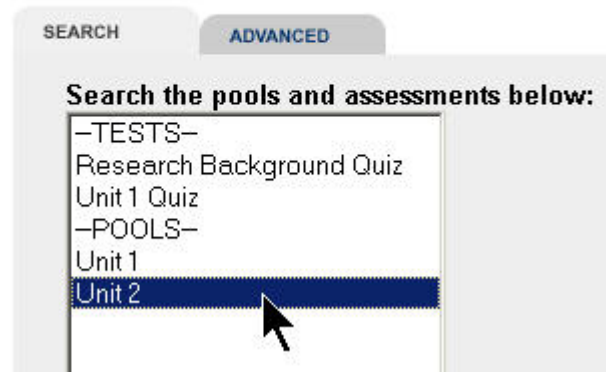 SEARCH ADVANCED
Search the pools and assessments below:
–TESTS–
Research Background Quiz
Unit 1 Quiz
–POOLS–
Unit 1
Unit 2